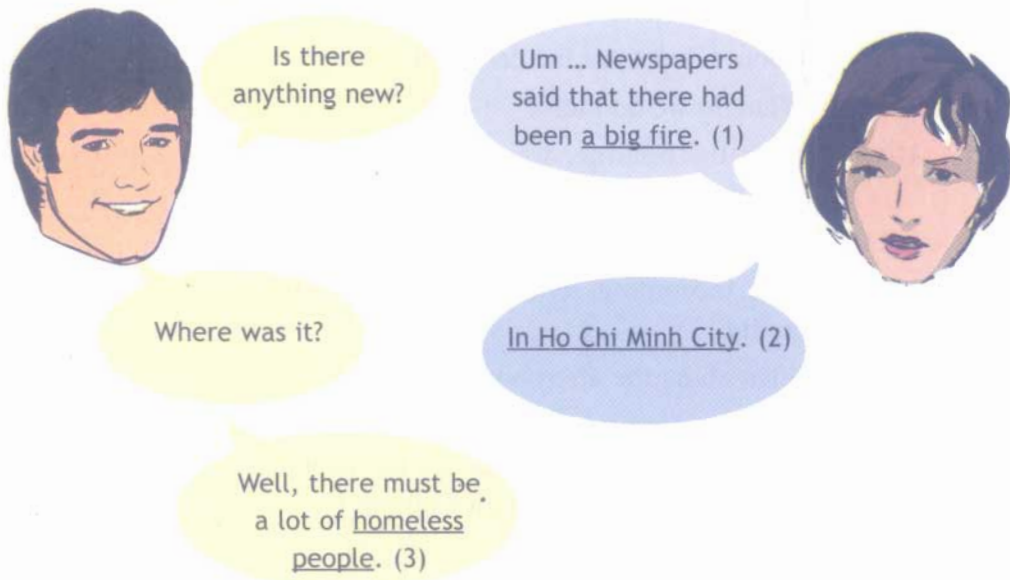 Is there
anything new?
Um ... Newspapers
said that there had
been a big fire. (1)
Where was it?
In Ho Chi Minh City. (2)
Well, there must be
a lot of homeless
people. (3)